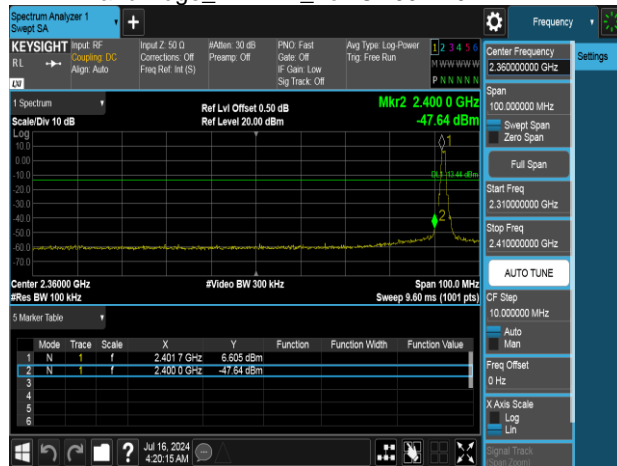 Spectrum Analyzer 1
Swept SA
+
Frequency
KEYSIGHT
RL
Input: RF
Coupling: DC
Align: Auto
Input Z: 50 Ω
Corrections: Off
Freq Ref: Int (S)
#Atten: 30 dB
Preamp: Off
PNO: Fast
Gate: Off
IF Gain: Low
Sig Track: Off
Avg Type: Log-Power
Trig: Free Run
1 2 3 4 5 6
M W W W W W
P N N N N N
Center Frequency
2.360000000 GHz
Settings
Span
100.000000 MHz
Swept Span
Zero Span
Full Span
Start Freq
2.310000000 GHz
Stop Freq
2.410000000 GHz
AUTO TUNE
CF Step
10.000000 MHz
Auto
Man
Freq Offset
0 Hz
X Axis Scale
Log
Lin
Signal Track
(Span Zoom)
1 Spectrum
Scale/Div 10 dB
Log
Ref Lvl Offset 0.50 dB
Ref Level 20.00 dBm
Mkr2 2.400 0 GHz
-47.64 dBm
10.0
0.00
-10.0
-20.0
-30.0
-40.0
-50.0
-60.0
-70.0
1
DL1 -13.44 dBm
2
Center 2.36000 GHz
#Res BW 100 kHz
#Video BW 300 kHz
Span 100.0 MHz
Sweep 9.60 ms (1001 pts)
5 Marker Table
Mode Trace Scale X Y Function Function Width Function Value
1 N 1 f 2.401 7 GHz 6.605 dBm
2 N 1 f 2.400 0 GHz -47.64 dBm
3
4
5
6
?
Jul 16, 2024
4:20:15 AM